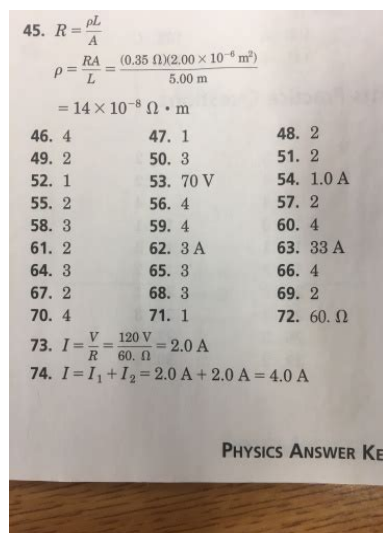 45. R = ρL/A
ρ = RA/L = (0.35 Ω)(2.00 × 10⁻⁶ m²)/5.00 m
= 14 × 10⁻⁸ Ω • m
46. 4 47. 1 48. 2
49. 2 50. 3 51. 2
52. 1 53. 70 V 54. 1.0 A
55. 2 56. 4 57. 2
58. 3 59. 4 60. 4
61. 2 62. 3 A 63. 33 A
64. 3 65. 3 66. 4
67. 2 68. 3 69. 2
70. 4 71. 1 72. 60. Ω
73. I = V/R = 120 V/60. Ω = 2.0 A
74. I = I₁ + I₂ = 2.0 A + 2.0 A = 4.0 A
PHYSICS ANSWER KE